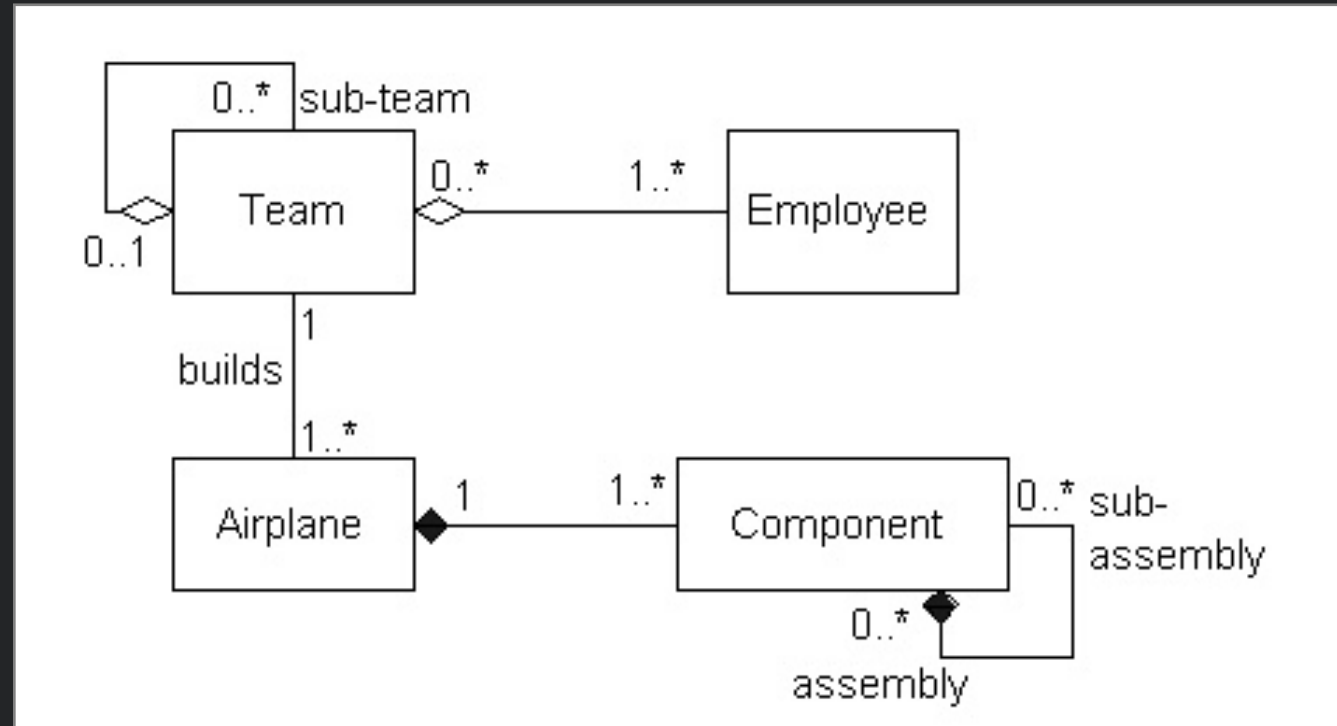 0..* sub-team
0..* 1..*
Team Employee
0..1
1
builds
1..*
1 1..* 0..* sub-
Airplane Component
assembly
0..*
assembly